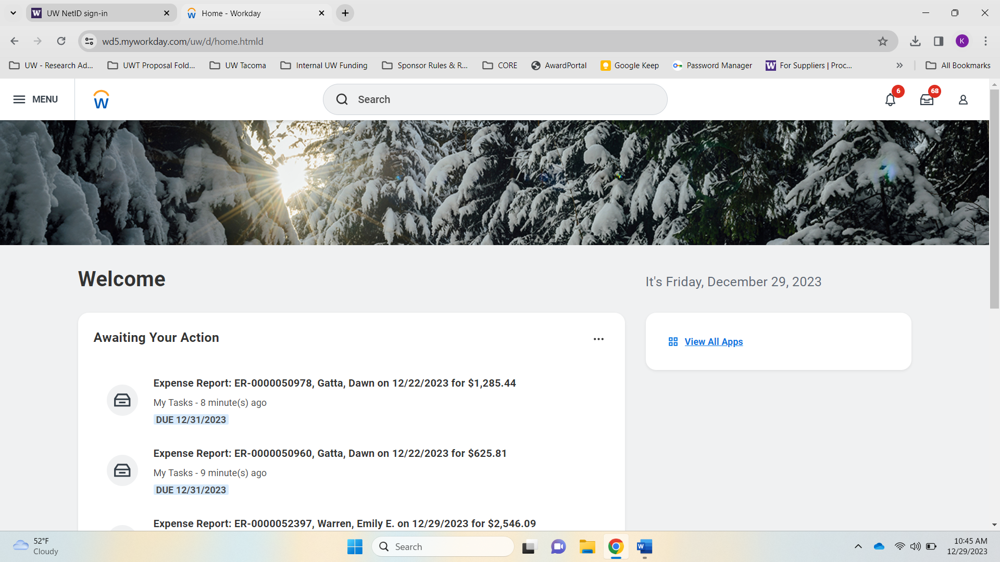 UW NetID sign-in
Home - Workday
wd5.myworkday.com/uw/d/home.htmld
K
UW - Research Ad...
UWT Proposal Fold...
UW Tacoma
Internal UW Funding
Sponsor Rules & R...
CORE
AwardPortal
Google Keep
Password Manager
For Suppliers | Proc...
All Bookmarks
MENU
W
Search
6
68
Welcome
It's Friday, December 29, 2023
Awaiting Your Action
View All Apps
Expense Report: ER-0000050978, Gatta, Dawn on 12/22/2023 for $1,285.44
My Tasks - 8 minute(s) ago
DUE 12/31/2023
Expense Report: ER-0000050960, Gatta, Dawn on 12/22/2023 for $625.81
My Tasks - 9 minute(s) ago
DUE 12/31/2023
Expense Report: ER-0000052397, Warren, Emily E. on 12/29/2023 for $2,546.09
52°F
Cloudy
Search
10:45 AM
12/29/2023